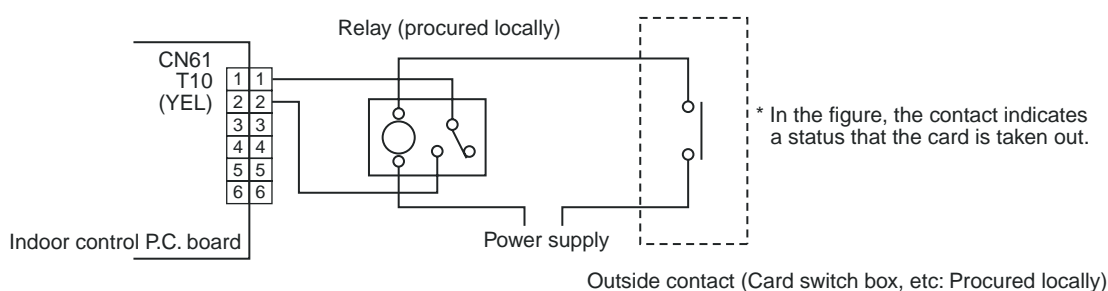 Relay (procured locally)
CN61
T10
(YEL)
1 1
2 2
3 3
4 4
5 5
6 6
* In the figure, the contact indicates
a status that the card is taken out.
Indoor control P.C. board
Power supply
Outside contact (Card switch box, etc: Procured locally)